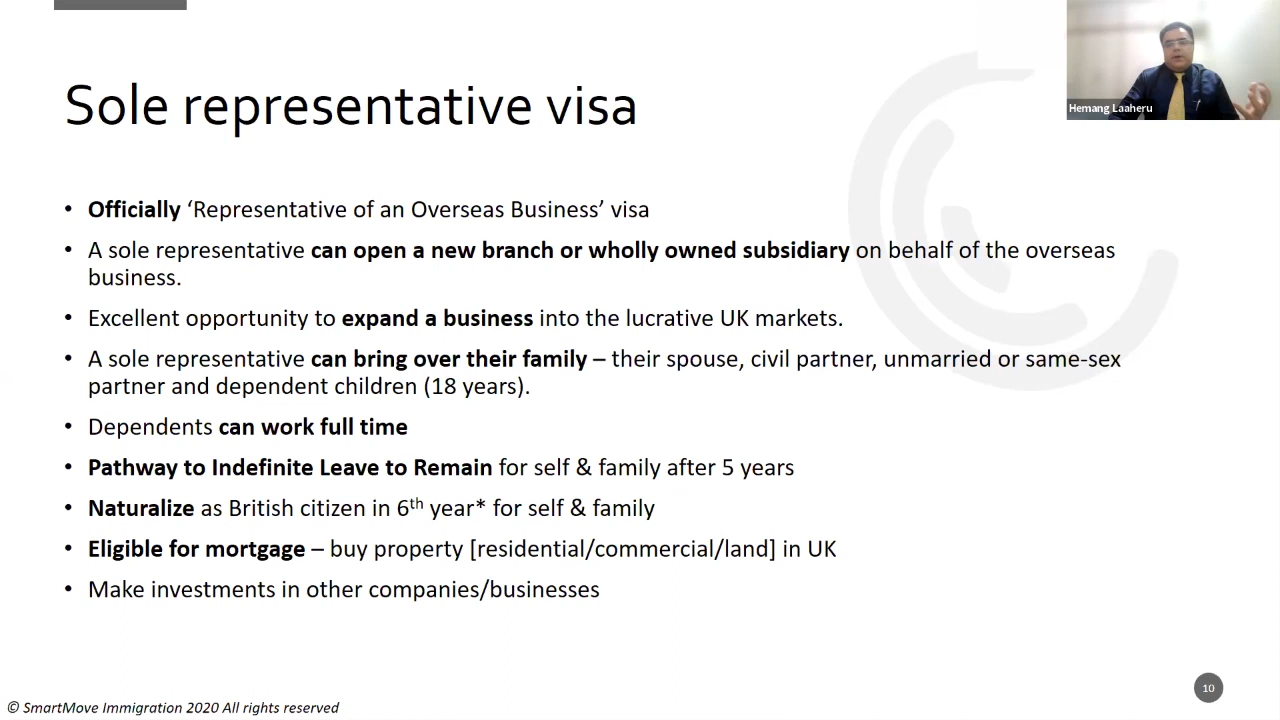 Hemang Laaheru
Sole representative visa
• Officially ‘Representative of an Overseas Business’ visa
• A sole representative can open a new branch or wholly owned subsidiary on behalf of the overseas
business.
• Excellent opportunity to expand a business into the lucrative UK markets.
• A sole representative can bring over their family – their spouse, civil partner, unmarried or same-sex
partner and dependent children (18 years).
• Dependents can work full time
• Pathway to Indefinite Leave to Remain for self & family after 5 years
• Naturalize as British citizen in 6th year* for self & family
• Eligible for mortgage – buy property [residential/commercial/land] in UK
• Make investments in other companies/businesses
10
© SmartMove Immigration 2020 All rights reserved